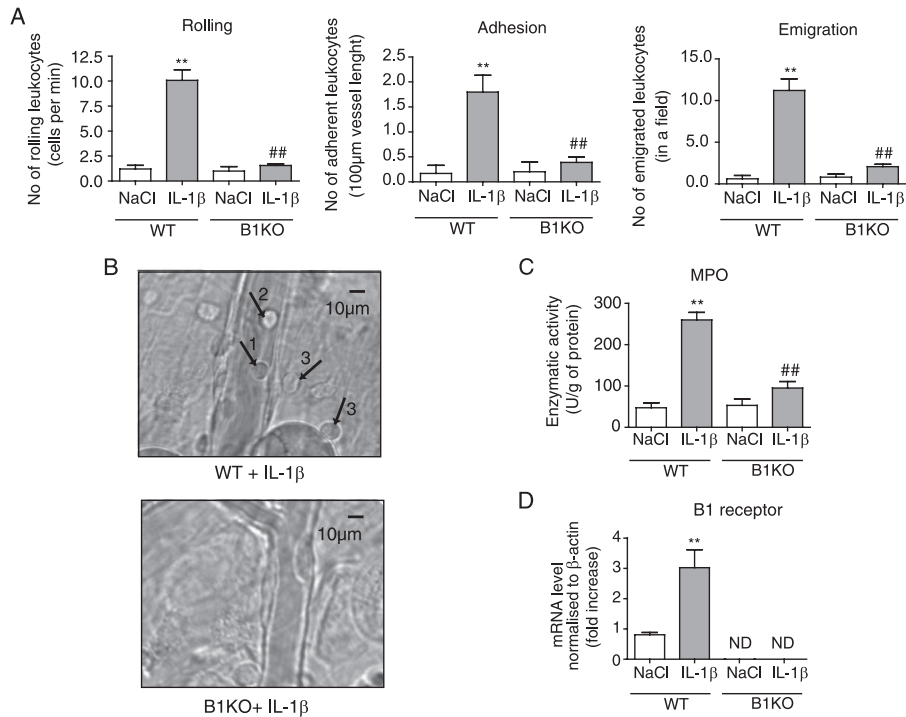 A
Rolling
No of rolling leukocytes
(cells per min)
12.5
10.0
7.5
5.0
2.5
0.0
**
##
NaCl IL-1β NaCl IL-1β
WT B1KO
Adhesion
No of adherent leukocytes
(100µm vessel lenght)
2.5
2.0
1.5
1.0
0.5
0.0
**
##
NaCl IL-1β NaCl IL-1β
WT B1KO
Emigration
No of emigrated leukocytes
(in a field)
15.0
10.0
5.0
0.0
**
##
NaCl IL-1β NaCl IL-1β
WT B1KO
B
10µm
2
1
3
3
WT + IL-1β
10µm
B1KO+ IL-1β
C
MPO
Enzymatic activity
(U/g of protein)
300
200
100
0
**
##
NaCl IL-1β NaCl IL-1β
WT B1KO
D
B1 receptor
mRNA level
normalised to β-actin
(fold increase)
4
3
2
1
0
**
ND ND
NaCl IL-1β NaCl IL-1β
WT B1KO